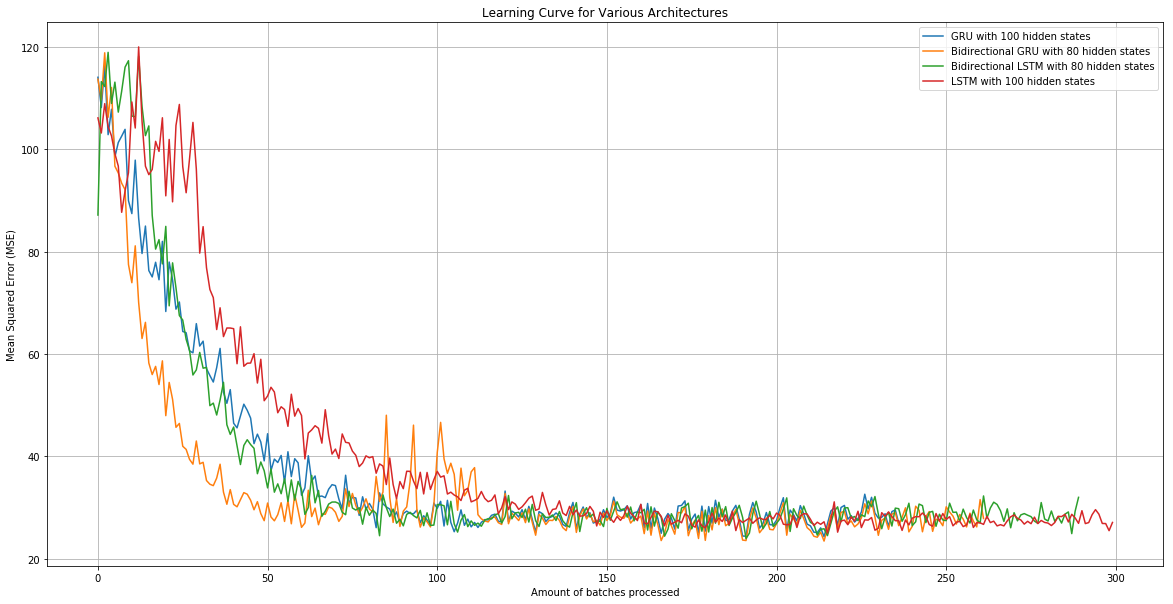 Learning Curve for Various Architectures
GRU with 100 hidden states
Bidirectional GRU with 80 hidden states
Bidirectional LSTM with 80 hidden states
LSTM with 100 hidden states
Mean Squared Error (MSE)
120
100
80
60
40
20
0
50
100
150
200
250
300
Amount of batches processed